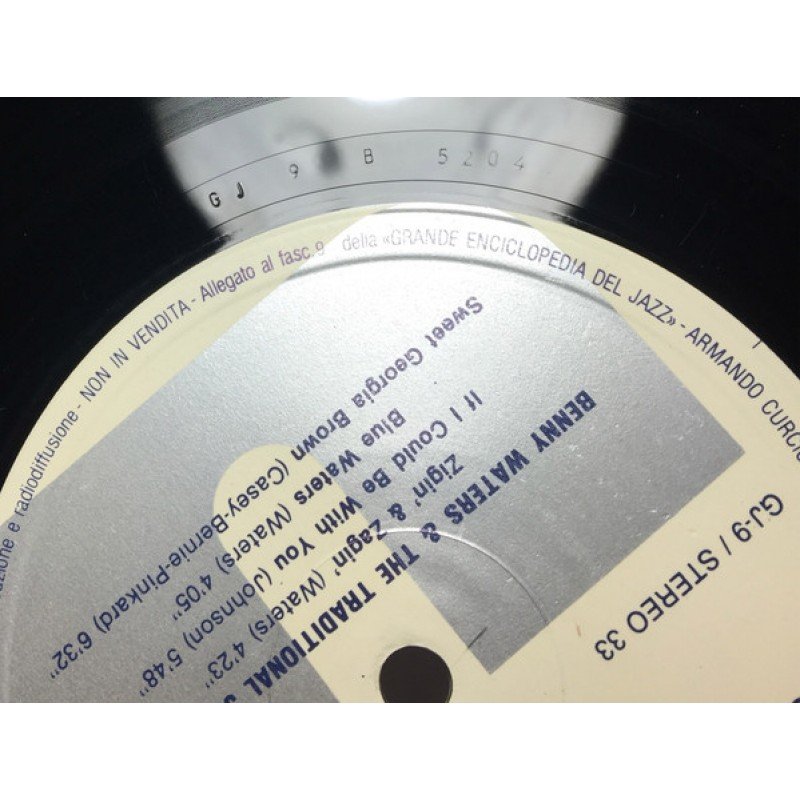 GJ 9 B 5204
azione e radiodiffusione - NON IN VENDITA - Allegato al fasc. 9 della «GRANDE ENCICLOPEDIA DEL JAZZ» - ARMANDO CURCIO
GJ-9 / STEREO 33
BENNY WATERS & THE TRADITIONAL
Zigin' & Zagin' (Waters) 4'23"
If I Could Be With You (Johnson) 5'48"
Blue Waters (Waters) 4'05"
Sweet Georgia Brown (Casey-Bernie-Pinkard) 6'32"